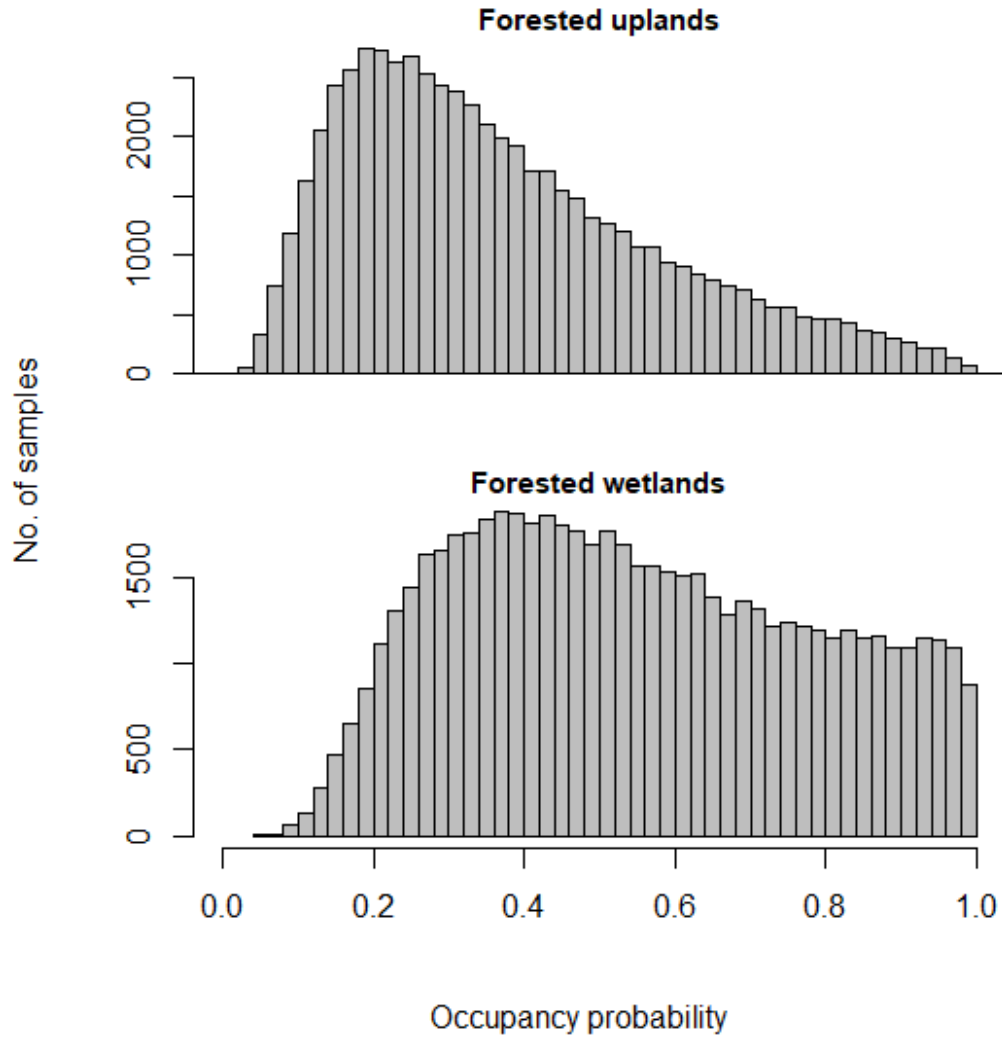 Forested uplands
2000
1000
0
No. of samples
Forested wetlands
1500
500
0
0.0 0.2 0.4 0.6 0.8 1.0
Occupancy probability